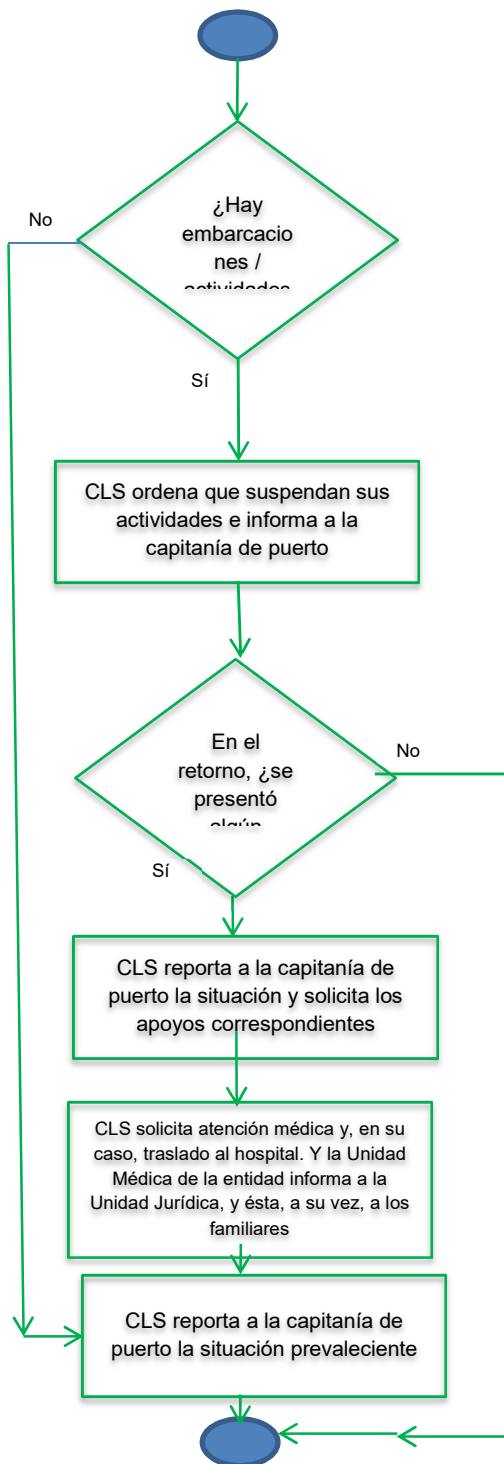 ¿Hay
embarcacio
nes /
actividades
No
Sí
CLS ordena que suspendan sus
actividades e informa a la
capitanía de puerto
En el
retorno, ¿se
presentó
algún
No
Sí
CLS reporta a la capitanía de
puerto la situación y solicita los
apoyos correspondientes
CLS solicita atención médica y, en su
caso, traslado al hospital. Y la Unidad
Médica de la entidad informa a la
Unidad Jurídica, y ésta, a su vez, a los
familiares
CLS reporta a la capitanía de
puerto la situación prevaleciente